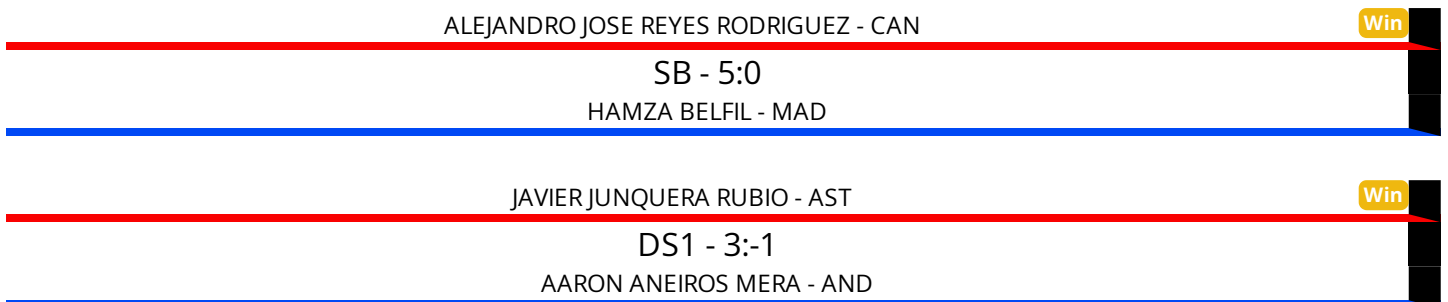 ALEJANDRO JOSE REYES RODRIGUEZ - CAN Win
SB - 5:0
HAMZA BELFIL - MAD
JAVIER JUNQUERA RUBIO - AST Win
DS1 - 3:-1
AARON ANEIROS MERA - AND